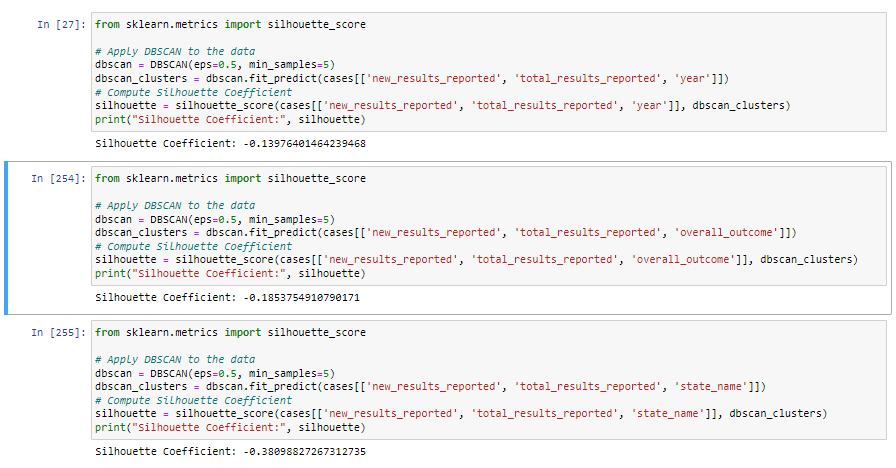 In [27]: from sklearn.metrics import silhouette_score
# Apply DBSCAN to the data
dbscan = DBSCAN(eps=0.5, min_samples=5)
dbscan_clusters = dbscan.fit_predict(cases[['new_results_reported', 'total_results_reported', 'year']])
# Compute Silhouette Coefficient
silhouette = silhouette_score(cases[['new_results_reported', 'total_results_reported', 'year']], dbscan_clusters)
print("Silhouette Coefficient:", silhouette)
Silhouette Coefficient: -0.13976401464239468
In [254]: from sklearn.metrics import silhouette_score
# Apply DBSCAN to the data
dbscan = DBSCAN(eps=0.5, min_samples=5)
dbscan_clusters = dbscan.fit_predict(cases[['new_results_reported', 'total_results_reported', 'overall_outcome']])
# Compute Silhouette Coefficient
silhouette = silhouette_score(cases[['new_results_reported', 'total_results_reported', 'overall_outcome']], dbscan_clusters)
print("Silhouette Coefficient:", silhouette)
Silhouette Coefficient: -0.1853754910790171
In [255]: from sklearn.metrics import silhouette_score
# Apply DBSCAN to the data
dbscan = DBSCAN(eps=0.5, min_samples=5)
dbscan_clusters = dbscan.fit_predict(cases[['new_results_reported', 'total_results_reported', 'state_name']])
# Compute Silhouette Coefficient
silhouette = silhouette_score(cases[['new_results_reported', 'total_results_reported', 'state_name']], dbscan_clusters)
print("Silhouette Coefficient:", silhouette)
Silhouette Coefficient: -0.38098827267312735